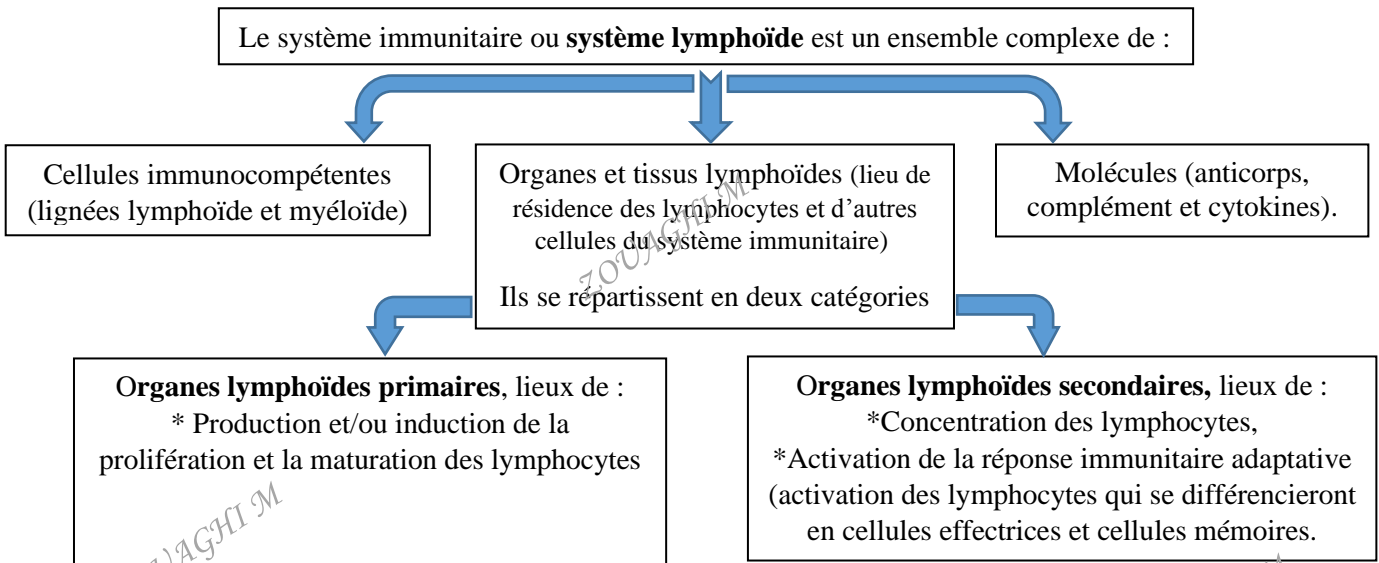 Le système immunitaire ou système lymphoïde est un ensemble complexe de :
Cellules immunocompétentes
(lignées lymphoïde et myéloïde)
Organes et tissus lymphoïdes (lieu de
résidence des lymphocytes et d’autres
cellules du système immunitaire)
Ils se répartissent en deux catégories
Molécules (anticorps,
complément et cytokines).
Organes lymphoïdes primaires, lieux de :
* Production et/ou induction de la
prolifération et la maturation des lymphocytes
Organes lymphoïdes secondaires, lieux de :
*Concentration des lymphocytes,
*Activation de la réponse immunitaire adaptative
(activation des lymphocytes qui se différencieront
en cellules effectrices et cellules mémoires.
ZOUAGHI M